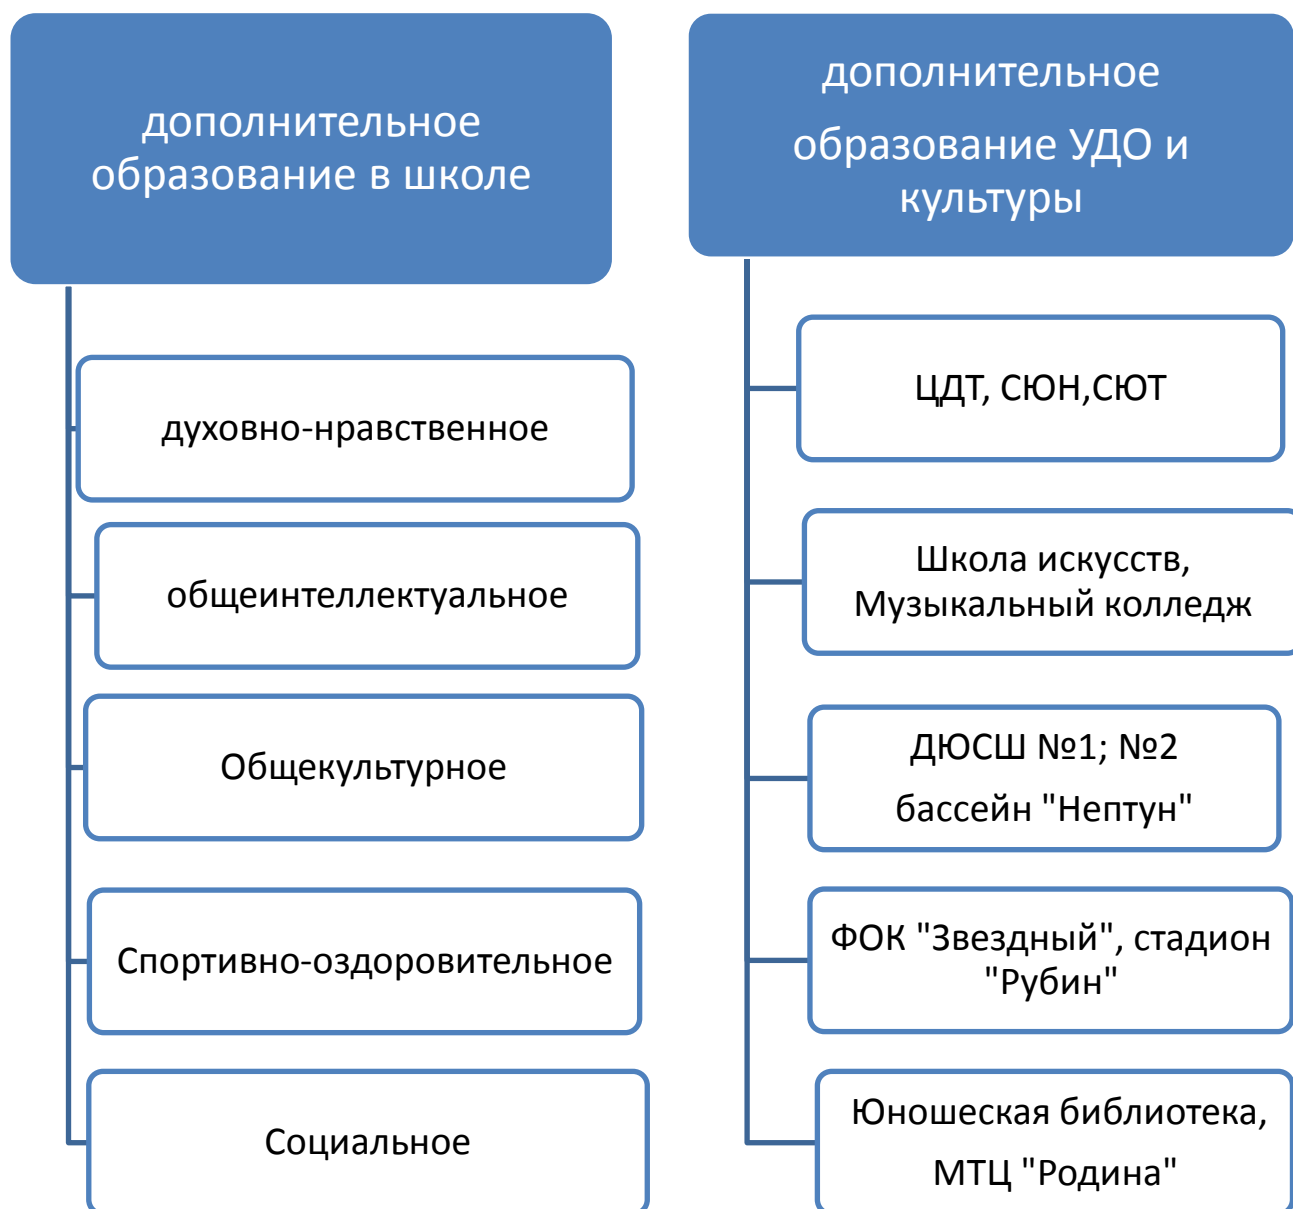 дополнительное
образование в школе
духовно-нравственное
общеинтеллектуальное
Общекультурное
Спортивно-оздоровительное
Социальное
дополнительное
образование УДО и
культуры
ЦДТ, СЮН,СЮТ
Школа искусств,
Музыкальный колледж
ДЮСШ №1; №2
бассейн "Нептун"
ФОК "Звездный", стадион
"Рубин"
Юношеская библиотека,
МТЦ "Родина"